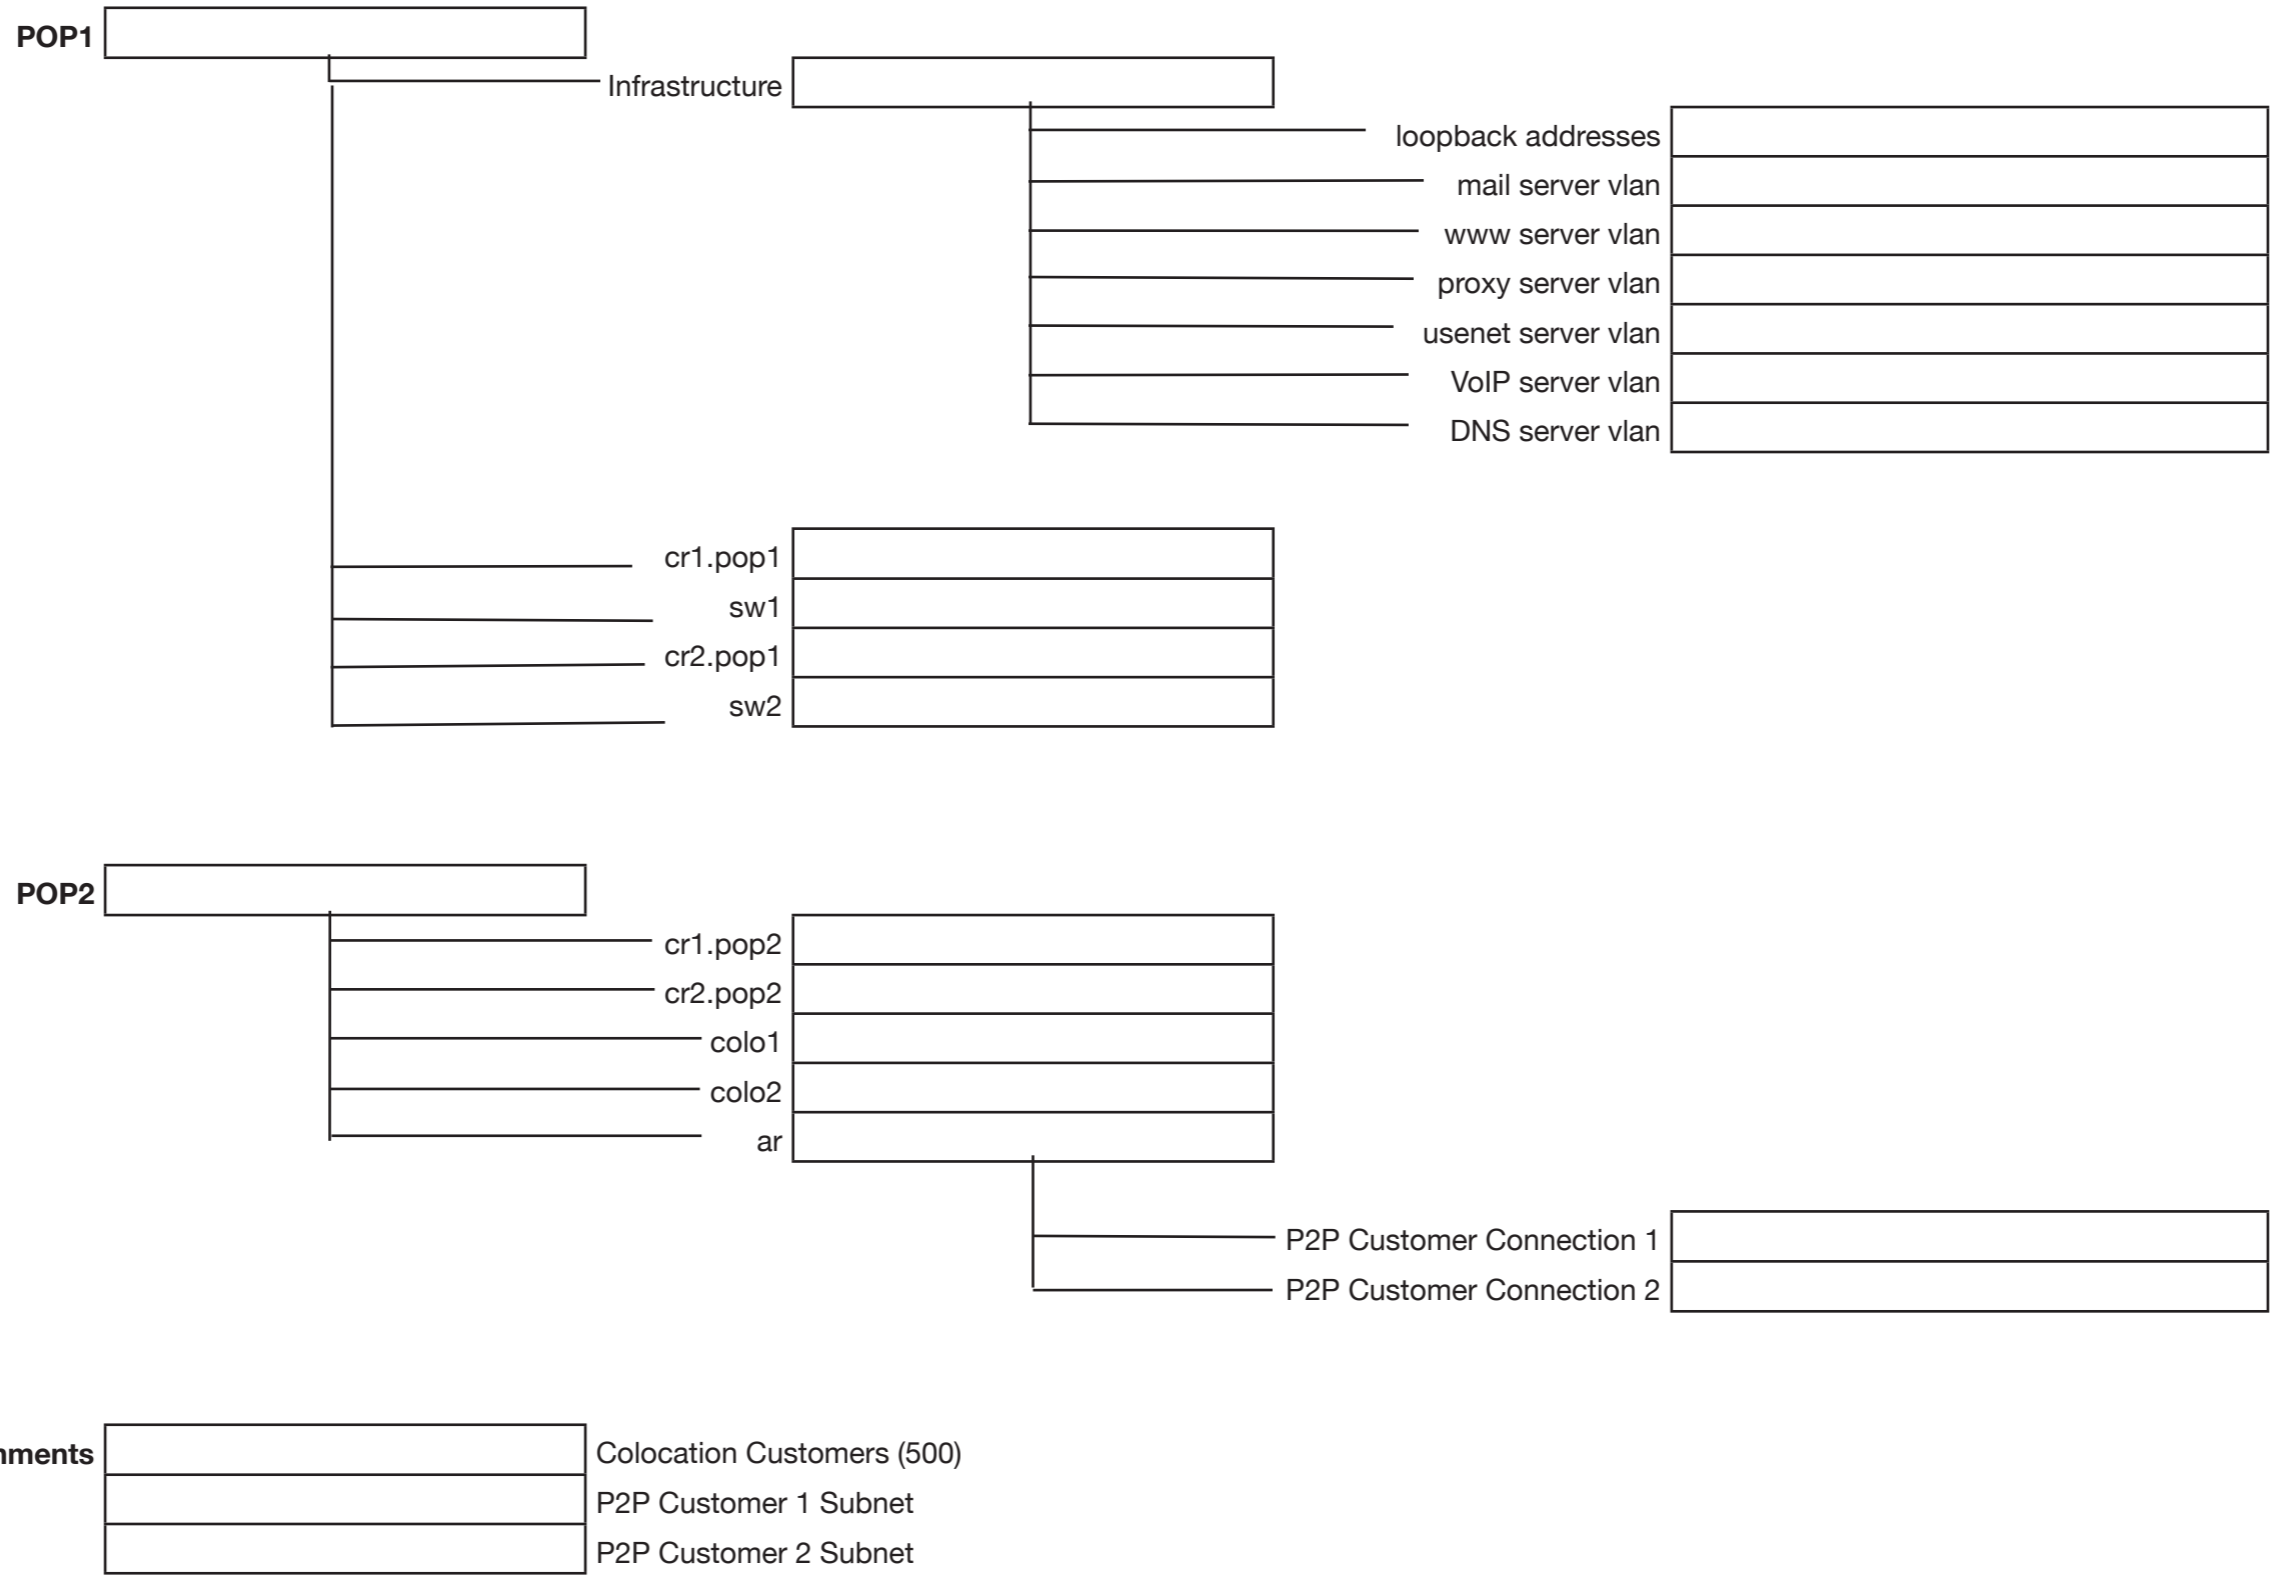 POP1
Infrastructure
loopback addresses
mail server vlan
www server vlan
proxy server vlan
usenet server vlan
VoIP server vlan
DNS server vlan
cr1.pop1
sw1
cr2.pop1
sw2
POP2
cr1.pop2
cr2.pop2
colo1
colo2
ar
P2P Customer Connection 1
P2P Customer Connection 2
Colocation Customers (500)
P2P Customer 1 Subnet
P2P Customer 2 Subnet